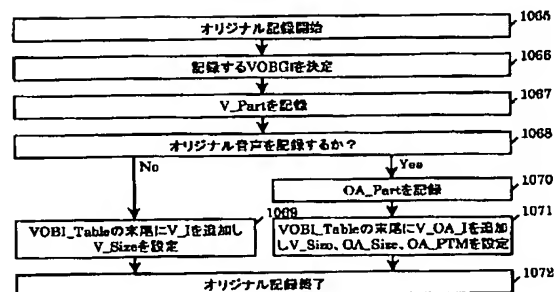 オリジナル記録開始
1065
記録するVOBGIを決定
1066
V_Partを記録
1067
オリジナル音声を記録するか？
1068
No
Yes
OA_Partを記録
1070
VOBI_Tableの末尾にV_Iを追加し
V_Sizeを設定
1069
VOBI_Tableの末尾にV_OA_Iを追加
しV_Size、OA_Size、OA_PTMを設定
1071
オリジナル記録終了
1072